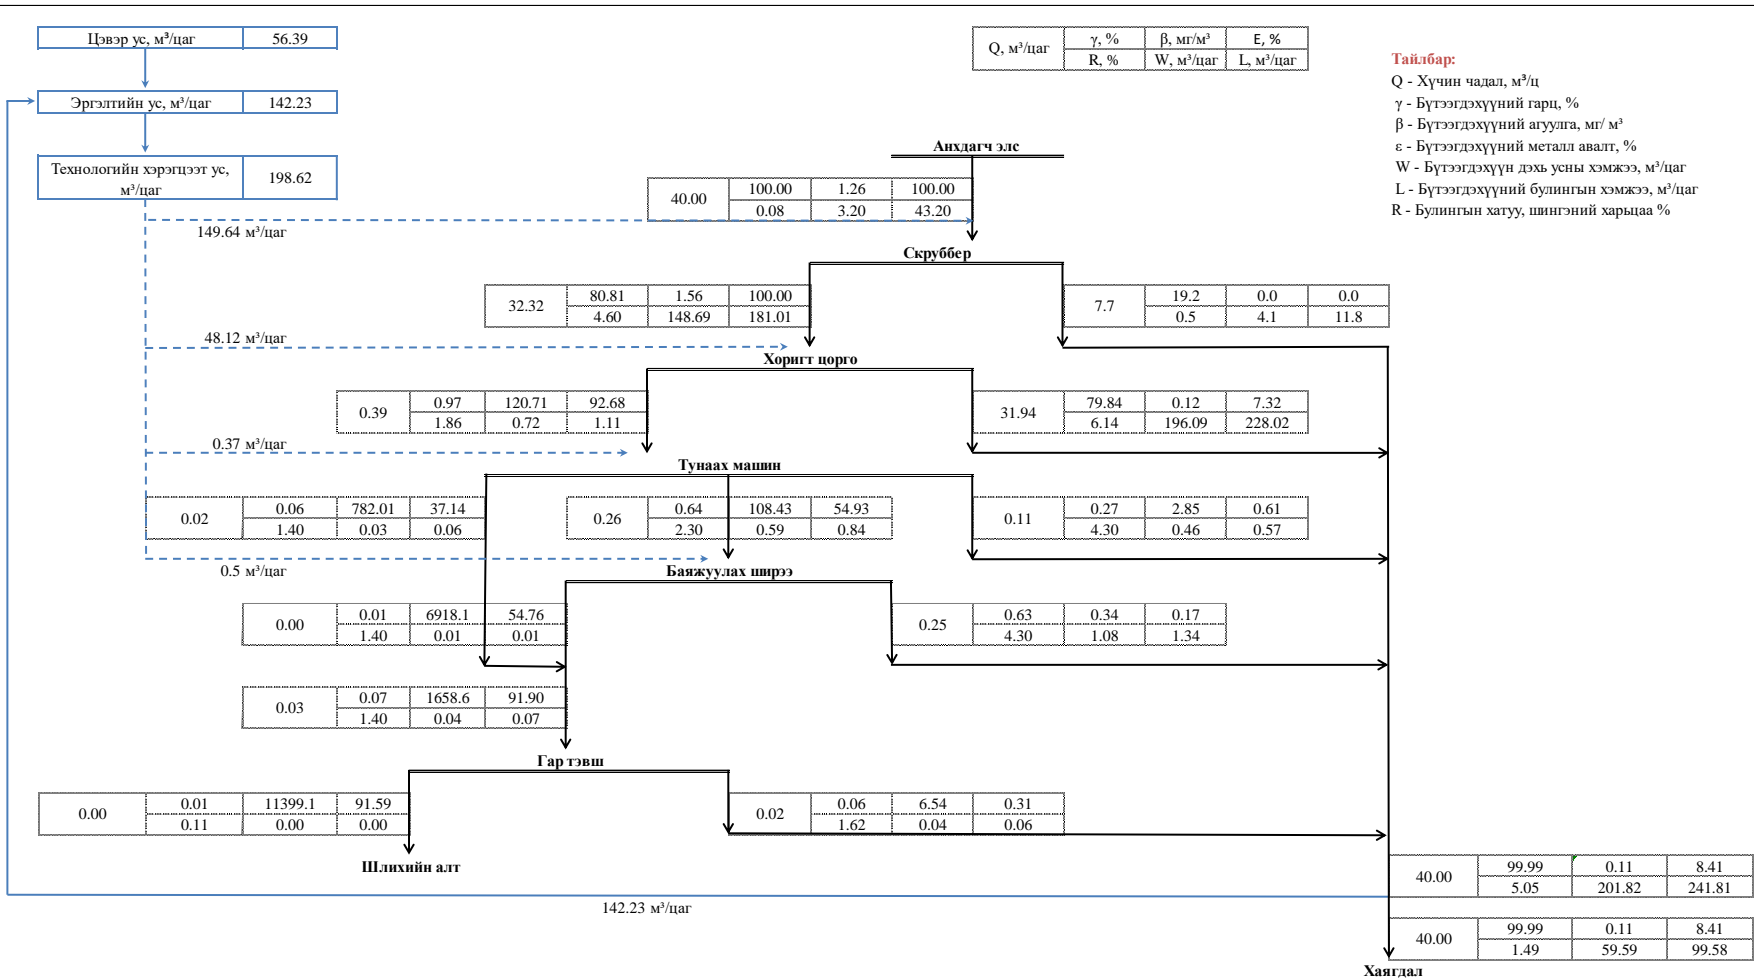 Цэвэр ус, м³/цаг 56.39
Эргэлтийн ус, м³/цаг 142.23
Технологийн хэрэгцээт ус, м³/цаг 198.62
Q, м³/цаг γ, % β, мг/м³ E, %
R, % W, м³/цаг L, м³/цаг
Тайлбар:
Q - Хүчин чадал, м³/ц
γ - Бүтээгдэхүүний гарц, %
β - Бүтээгдэхүүний агуулга, мг/ м³
ε - Бүтээгдэхүүний металл авалт, %
W - Бүтээгдэхүүн дэхь усны хэмжээ, м³/цаг
L - Бүтээгдэхүүний булингын хэмжээ, м³/цаг
R - Булингын хатуу, шингэний харьцаа %
Анхдагч элс
40.00 100.00 1.26 100.00
0.08 3.20 43.20
149.64 м³/цаг
Скруббер
32.32 80.81 1.56 100.00
4.60 148.69 181.01
7.7 19.2 0.0 0.0
0.5 4.1 11.8
48.12 м³/цаг
Хоригт цорго
0.39 0.97 120.71 92.68
1.86 0.72 1.11
31.94 79.84 0.12 7.32
6.14 196.09 228.02
0.37 м³/цаг
Тунаах машин
0.02 0.06 782.01 37.14
1.40 0.03 0.06
0.26 0.64 108.43 54.93
2.30 0.59 0.84
0.11 0.27 2.85 0.61
4.30 0.46 0.57
0.5 м³/цаг
Баяжуулах ширээ
0.00 0.01 6918.1 54.76
1.40 0.01 0.01
0.25 0.63 0.34 0.17
4.30 1.08 1.34
0.03 0.07 1658.6 91.90
1.40 0.04 0.07
Гар тэвш
0.00 0.01 11399.1 91.59
0.11 0.00 0.00
0.02 0.06 6.54 0.31
1.62 0.04 0.06
Шлихийн алт
40.00 99.99 0.11 8.41
5.05 201.82 241.81
142.23 м³/цаг
40.00 99.99 0.11 8.41
1.49 59.59 99.58
Хаягдал